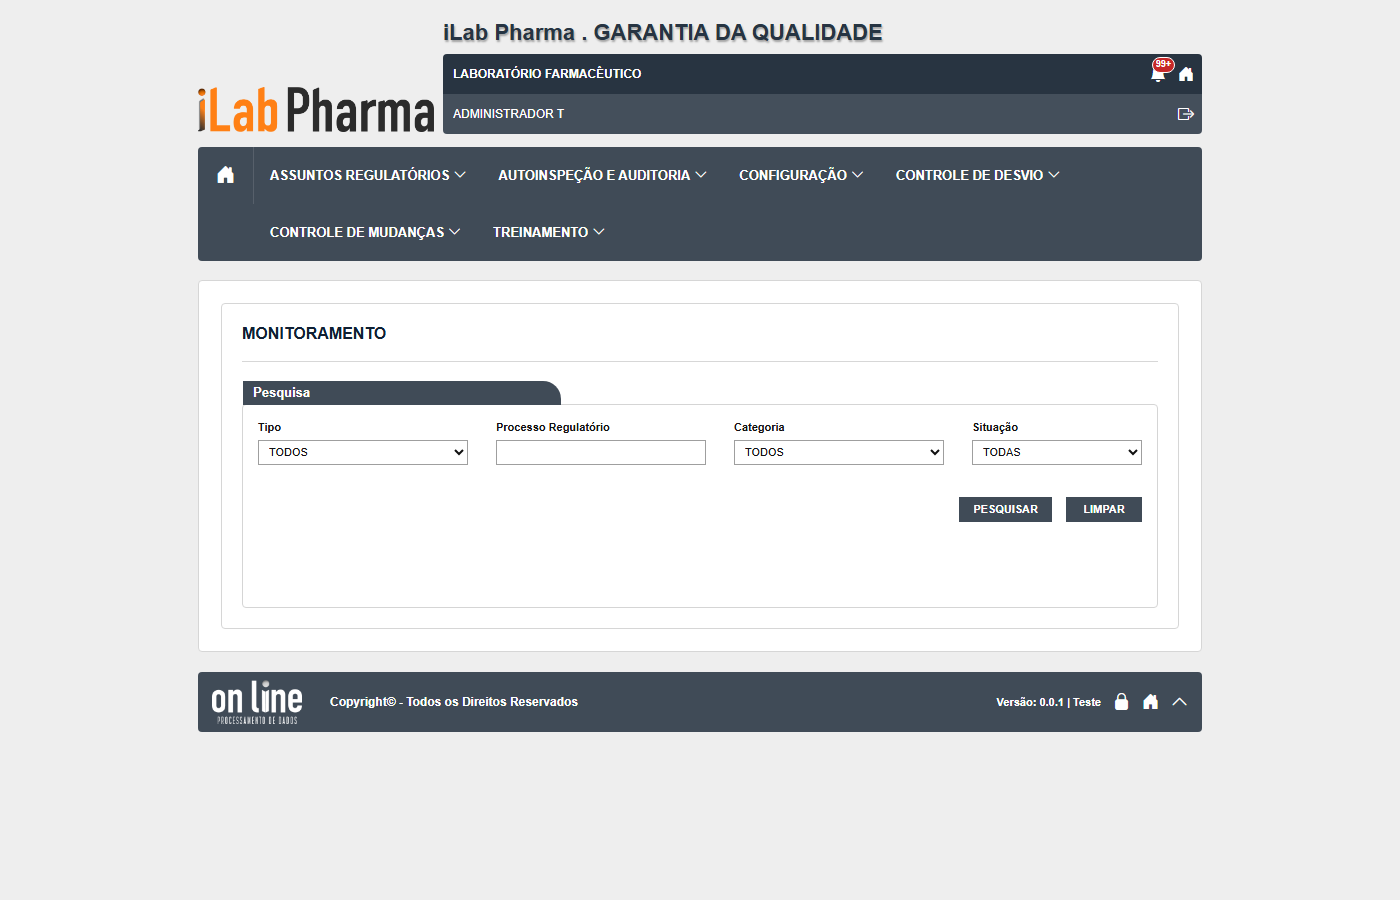 iLab Pharma . GARANTIA DA QUALIDADE
LABORATÓRIO FARMACÊUTICO
99+
iLab Pharma
ADMINISTRADOR T
ASSUNTOS REGULATÓRIOS
AUTOINSPEÇÃO E AUDITORIA
CONFIGURAÇÃO
CONTROLE DE DESVIO
CONTROLE DE MUDANÇAS
TREINAMENTO
MONITORAMENTO
Pesquisa
Tipo
Processo Regulatório
Categoria
Situação
TODOS
TODOS
TODAS
PESQUISAR
LIMPAR
on line
PROCESSAMENTO DE DADOS
Copyright© - Todos os Direitos Reservados
Versão: 0.0.1 | Teste